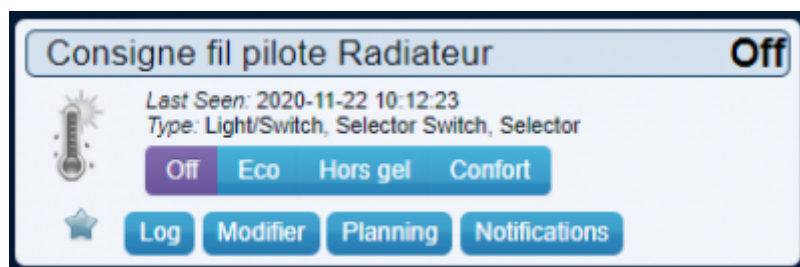 Consigne fil pilote Radiateur Off
Last Seen: 2020-11-22 10:12:23
Type: Light/Switch, Selector Switch, Selector
Off Eco Hors gel Confort
Log Modifier Planning Notifications